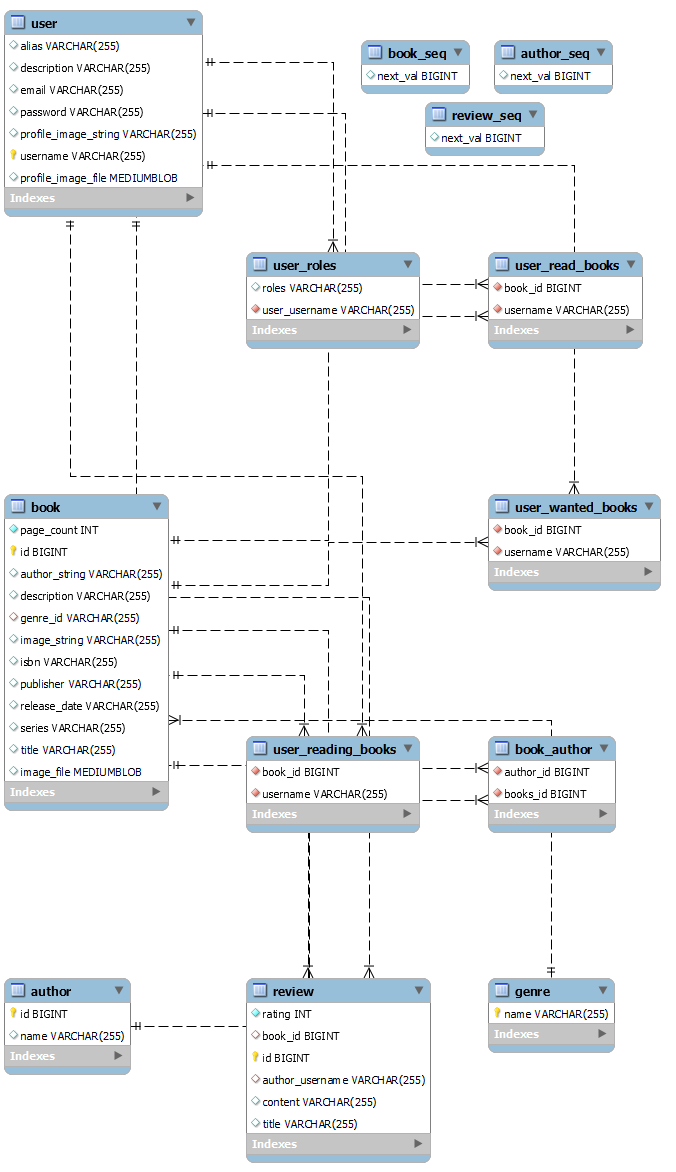 user
alias VARCHAR(255)
description VARCHAR(255)
email VARCHAR(255)
password VARCHAR(255)
profile_image_string VARCHAR(255)
username VARCHAR(255)
profile_image_file MEDIUMBLOB
Indexes
book_seq
next_val BIGINT
author_seq
next_val BIGINT
review_seq
next_val BIGINT
user_roles
roles VARCHAR(255)
user_username VARCHAR(255)
Indexes
user_read_books
book_id BIGINT
username VARCHAR(255)
Indexes
book
page_count INT
id BIGINT
author_string VARCHAR(255)
description VARCHAR(255)
genre_id VARCHAR(255)
image_string VARCHAR(255)
isbn VARCHAR(255)
publisher VARCHAR(255)
release_date VARCHAR(255)
series VARCHAR(255)
title VARCHAR(255)
image_file MEDIUMBLOB
Indexes
user_wanted_books
book_id BIGINT
username VARCHAR(255)
Indexes
user_reading_books
book_id BIGINT
username VARCHAR(255)
Indexes
book_author
author_id BIGINT
books_id BIGINT
Indexes
author
id BIGINT
name VARCHAR(255)
Indexes
review
rating INT
book_id BIGINT
id BIGINT
author_username VARCHAR(255)
content VARCHAR(255)
title VARCHAR(255)
Indexes
genre
name VARCHAR(255)
Indexes